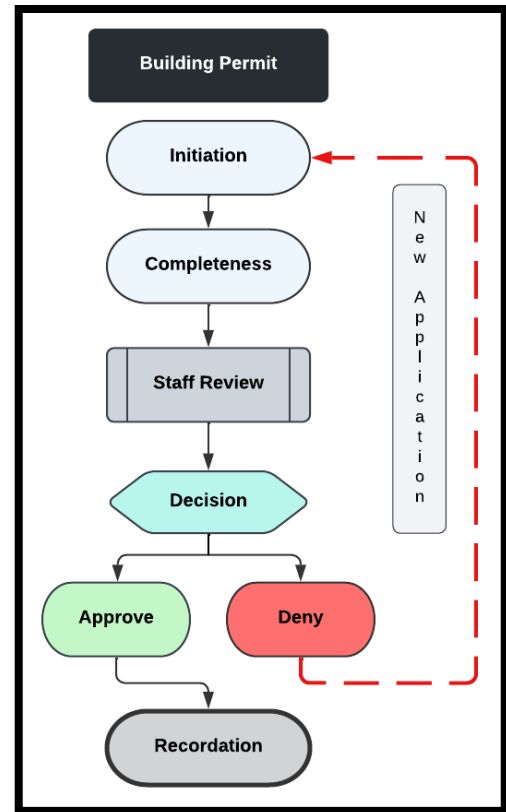 Building Permit
Initiation
Completeness
Staff Review
Decision
Approve
Deny
Recordation
New Application